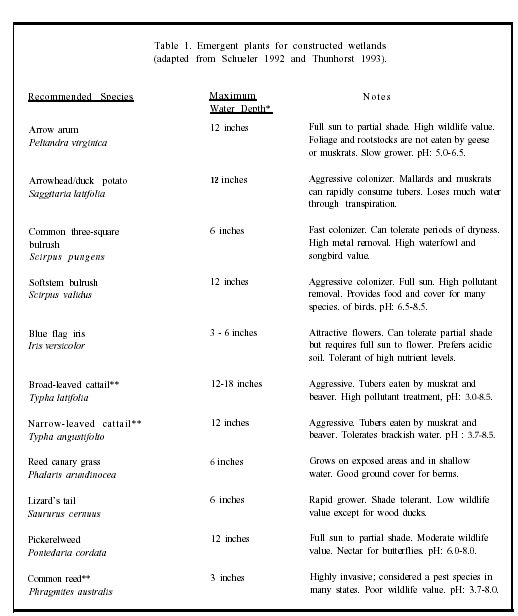 Table 1. Emergent plants for constructed wetlands
(adapted from Schueler 1992 and Thunhorst 1993).
Recommended Species Maximum Water Depth* Notes
Arrow arum 12 inches Full sun to partial shade. High wildlife value.
Peltandra virginica Foliage and rootstocks are not eaten by geese
or muskrats. Slow grower. pH: 5.0-6.5.
Arrowhead/duck potato 12 inches Aggressive colonizer. Mallards and muskrats
Saggitaria latifolia can rapidly consume tubers. Loses much water
through transpiration.
Common three-square 6 inches Fast colonizer. Can tolerate periods of dryness.
bulrush High metal removal. High waterfowl and
Scirpus pungens songbird value.
Softstem bulrush 12 inches Aggressive colonizer. Full sun. High pollutant
Scirpus validus removal. Provides food and cover for many
species. of birds. pH: 6.5-8.5.
Blue flag iris 3 - 6 inches Attractive flowers. Can tolerate partial shade
Iris versicolor but requires full sun to flower. Prefers acidic
soil. Tolerant of high nutrient levels.
Broad-leaved cattail** 12-18 inches Aggressive. Tubers eaten by muskrat and
Typha latifolia beaver. High pollutant treatment, pH: 3.0-8.5.
Narrow-leaved cattail** 12 inches Aggressive. Tubers eaten by muskrat and
Typha angustifolio beaver. Tolerates brackish water. pH : 3.7-8.5.
Reed canary grass 6 inches Grows on exposed areas and in shallow
Phalaris arundinocea water. Good ground cover for berms.
Lizard's tail 6 inches Rapid grower. Shade tolerant. Low wildlife
Saururus cernuus value except for wood ducks.
Pickerelweed 12 inches Full sun to partial shade. Moderate wildlife
Pontedaria cordata value. Nectar for butterflies. pH: 6.0-8.0.
Common reed** 3 inches Highly invasive; considered a pest species in
Phragmites australis many states. Poor wildlife value. pH: 3.7-8.0.